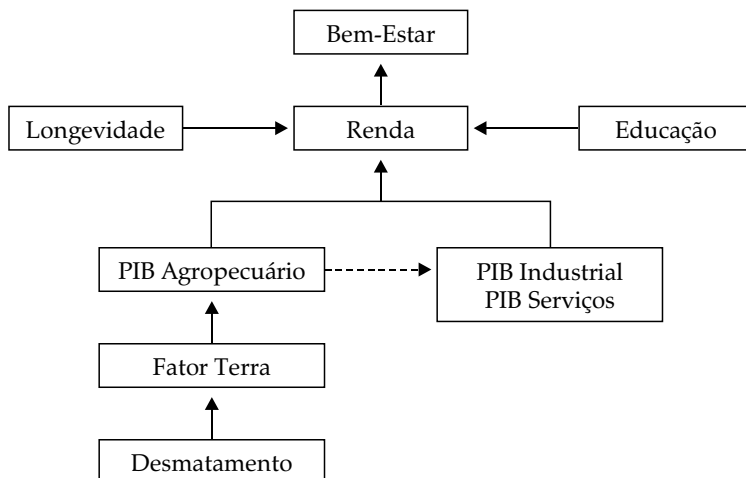 Bem-Estar
Longevidade
Renda
Educação
PIB Agropecuário
PIB Industrial
PIB Serviços
Fator Terra
Desmatamento